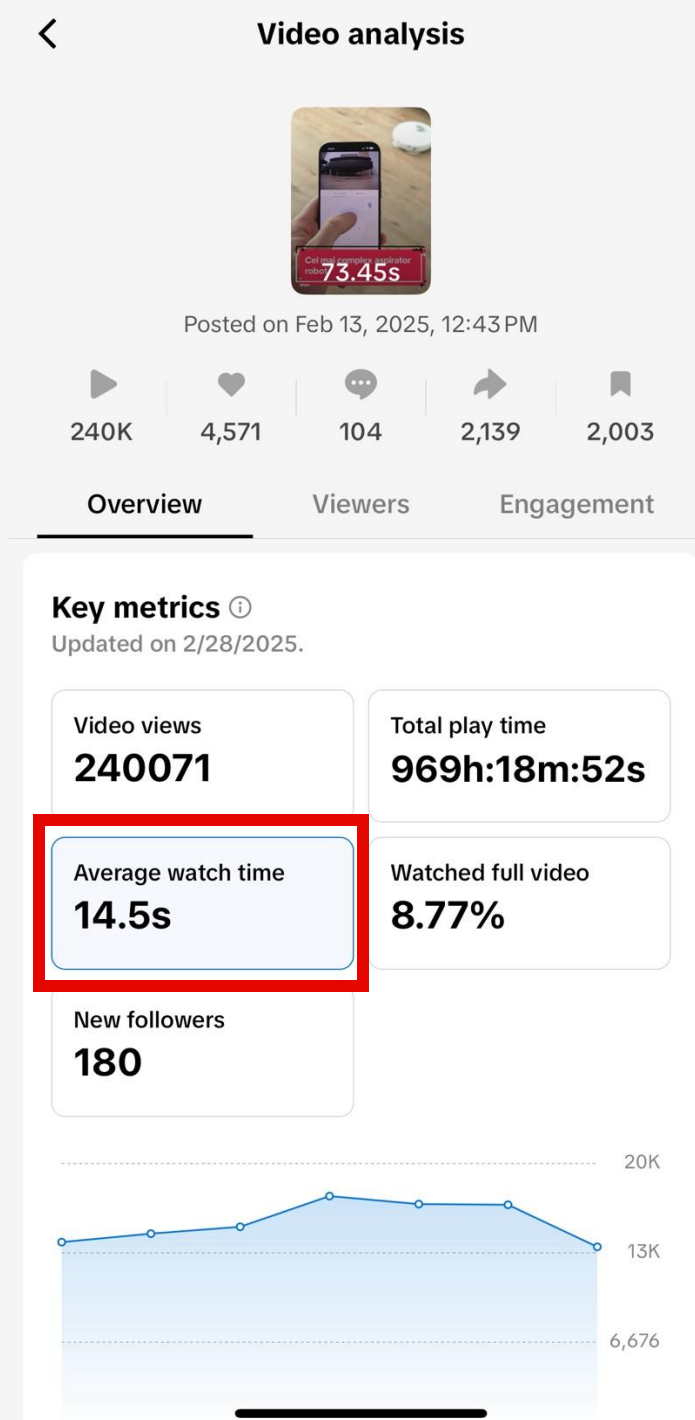 Video analysis
Cel mai complex aspirator
robot
73.45s
Posted on Feb 13, 2025, 12:43 PM
240K 4,571 104 2,139 2,003
Overview Viewers Engagement
Key metrics
Updated on 2/28/2025.
Video views Total play time
240071 969h:18m:52s
Average watch time Watched full video
14.5s 8.77%
New followers
180
20K
13K
6,676